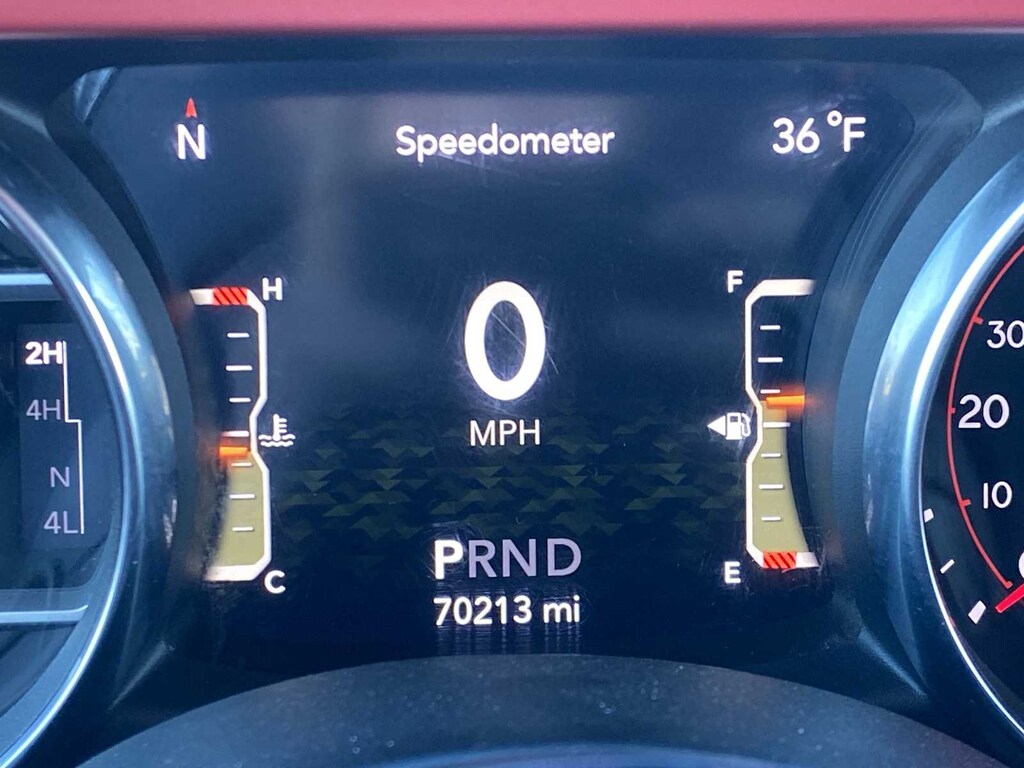 N
Speedometer
36°F
H
F
0
MPH
2H
4H
N
4L
30
20
10
C
E
PRND
70213 mi